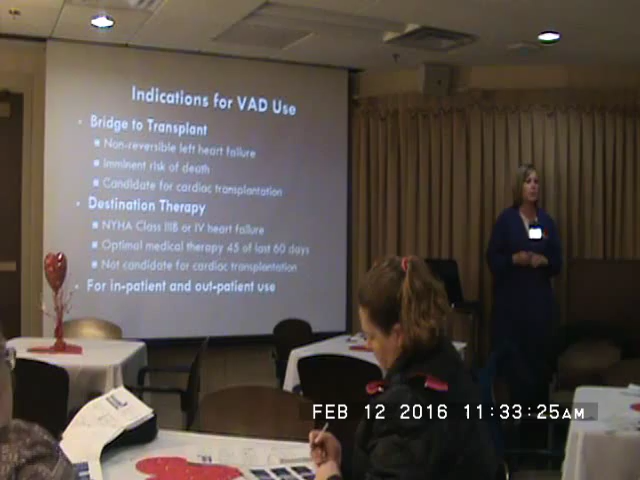 Indications for VAD Use
• Bridge to Transplant
■ Non-reversible left heart failure
■ Imminent risk of death
■ Candidate for cardiac transplantation
• Destination Therapy
■ NYHA Class IIIB or IV heart failure
■ Optimal medical therapy 45 of last 60 days
■ Not candidate for cardiac transplantation
• For in-patient and out-patient use
FEB 12 2016 11:33:25AM